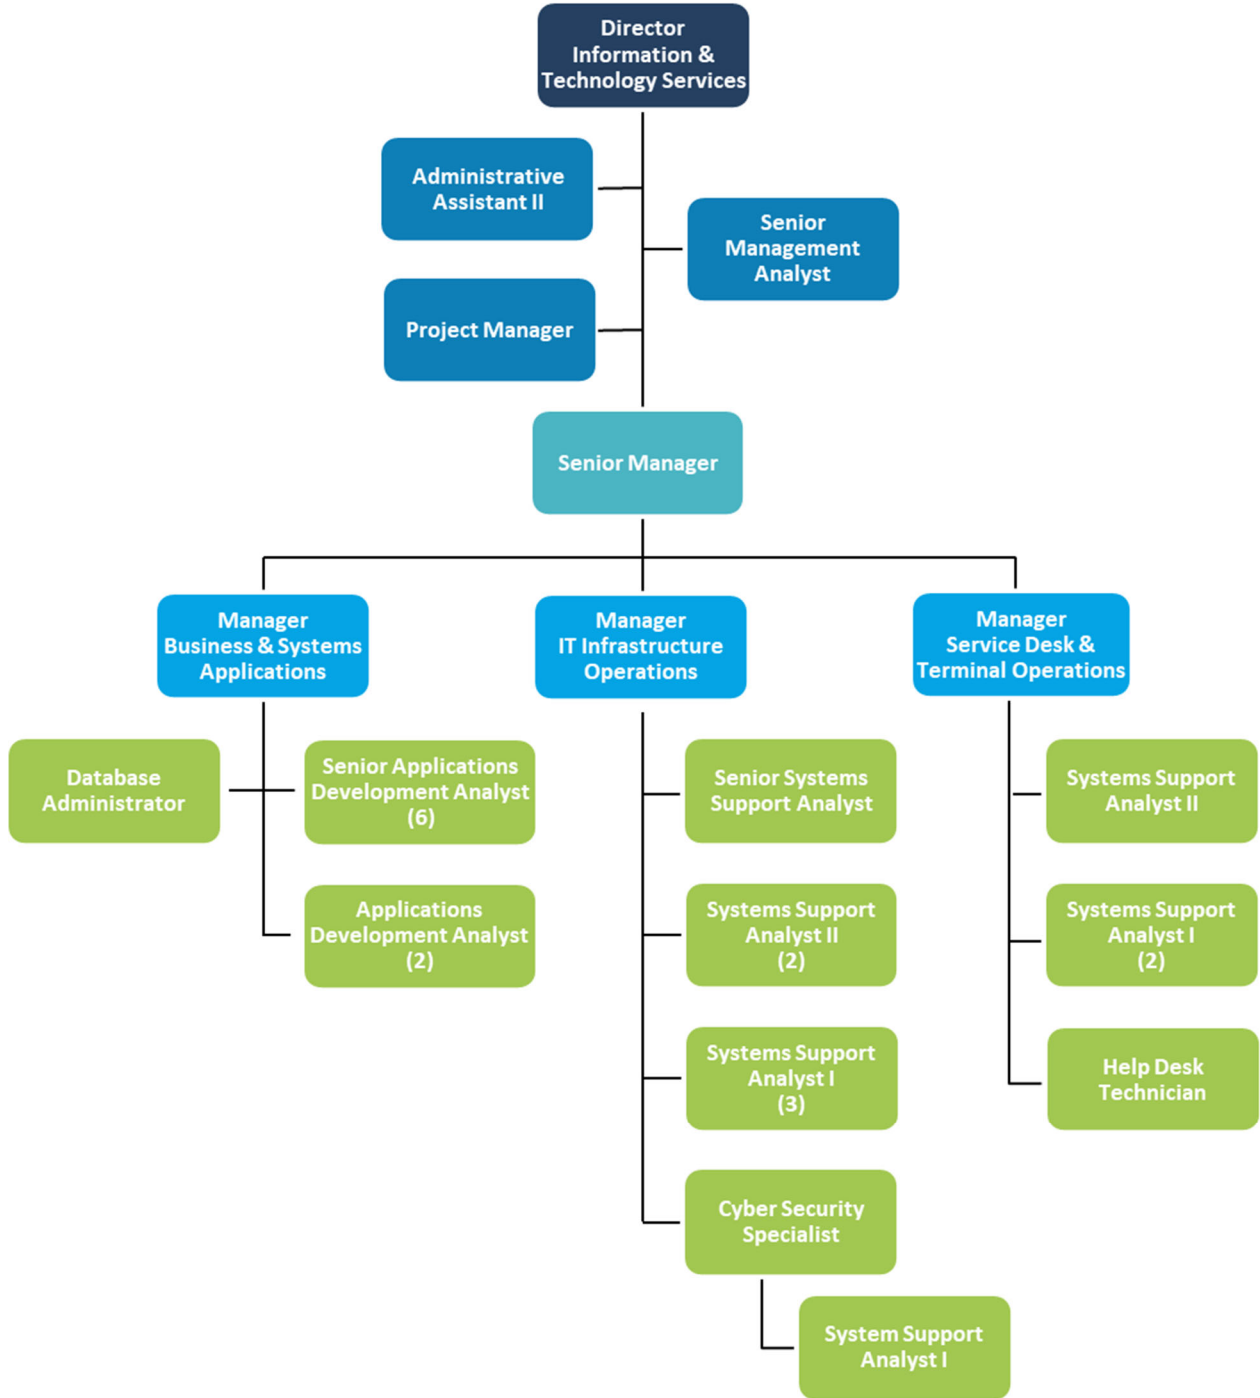 Director
Information &
Technology Services
Administrative
Assistant II
Senior
Management
Analyst
Project Manager
Senior Manager
Manager
Business & Systems
Applications
Manager
IT Infrastructure
Operations
Manager
Service Desk &
Terminal Operations
Database
Administrator
Senior Applications
Development Analyst
(6)
Applications
Development Analyst
(2)
Senior Systems
Support Analyst
Systems Support
Analyst II
(2)
Systems Support
Analyst I
(3)
Cyber Security
Specialist
System Support
Analyst I
Systems Support
Analyst II
Systems Support
Analyst I
(2)
Help Desk
Technician